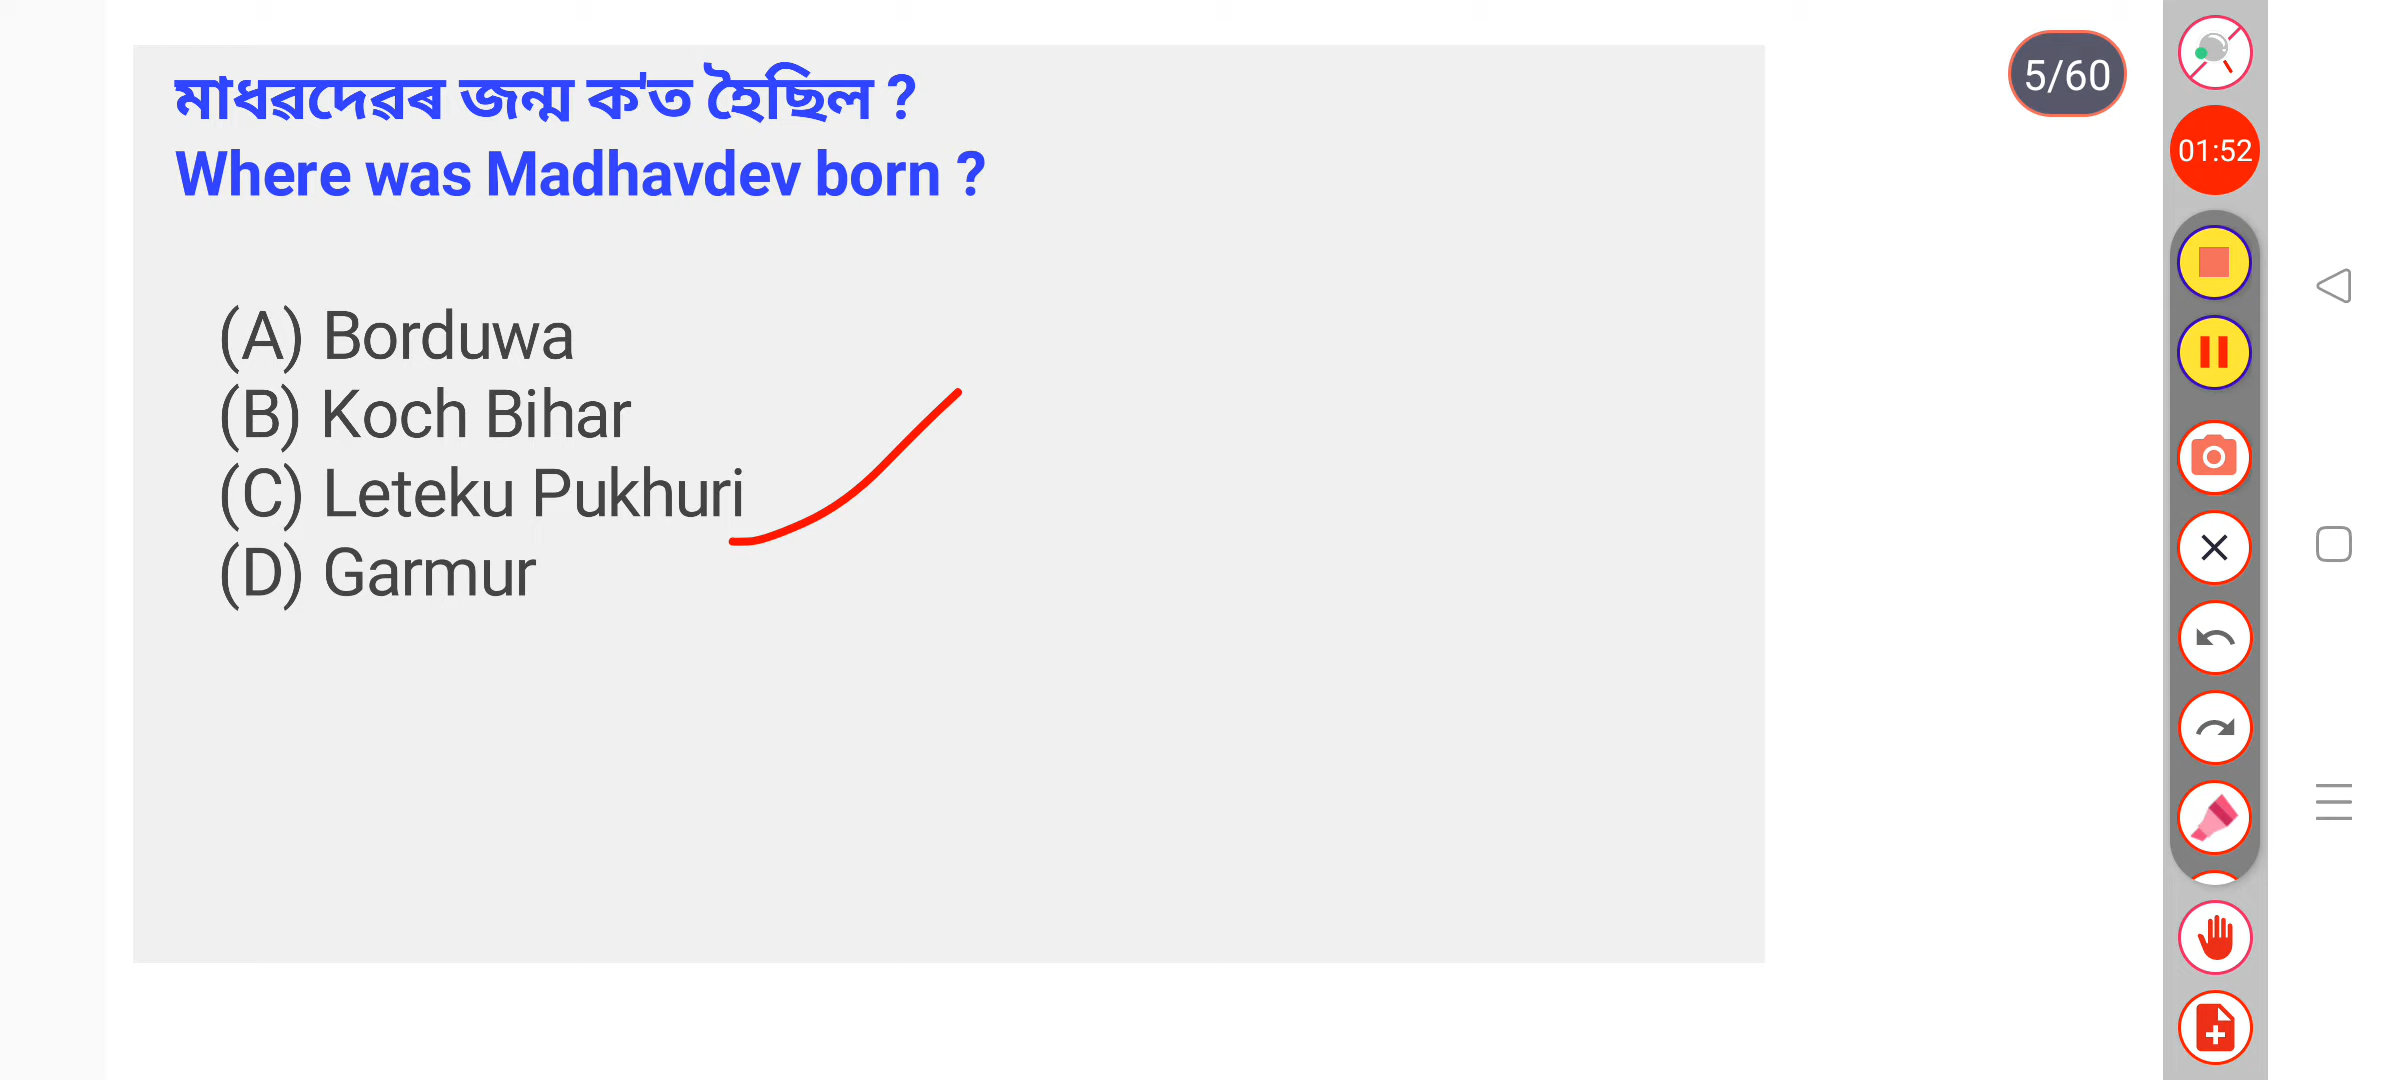 মাধৱদেৱৰ জন্ম ক'ত হৈছিল ?
Where was Madhavdev born ?
(A) Borduwa
(B) Koch Bihar
(C) Leteku Pukhuri
(D) Garmur
5/60
01:52